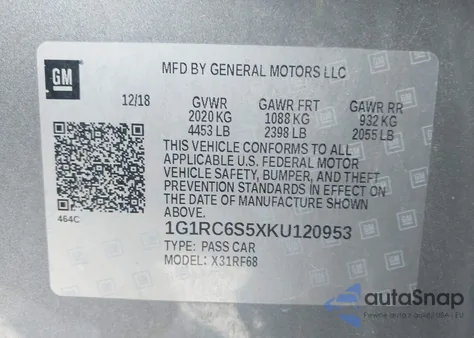 GM
MFD BY GENERAL MOTORS LLC
12/18 GVWR GAWR FRT GAWR RR
2020 KG 1088 KG 932 KG
4453 LB 2398 LB 2055 LB
THIS VEHICLE CONFORMS TO ALL
APPLICABLE U.S. FEDERAL MOTOR
VEHICLE SAFETY, BUMPER, AND THEFT
PREVENTION STANDARDS IN EFFECT ON
THE DATE OF MANUFACTURE SHOWN
ABOVE.
464C
1G1RC6S5XKU120953
TYPE: PASS CAR
MODEL: X31RF68
autoSnap